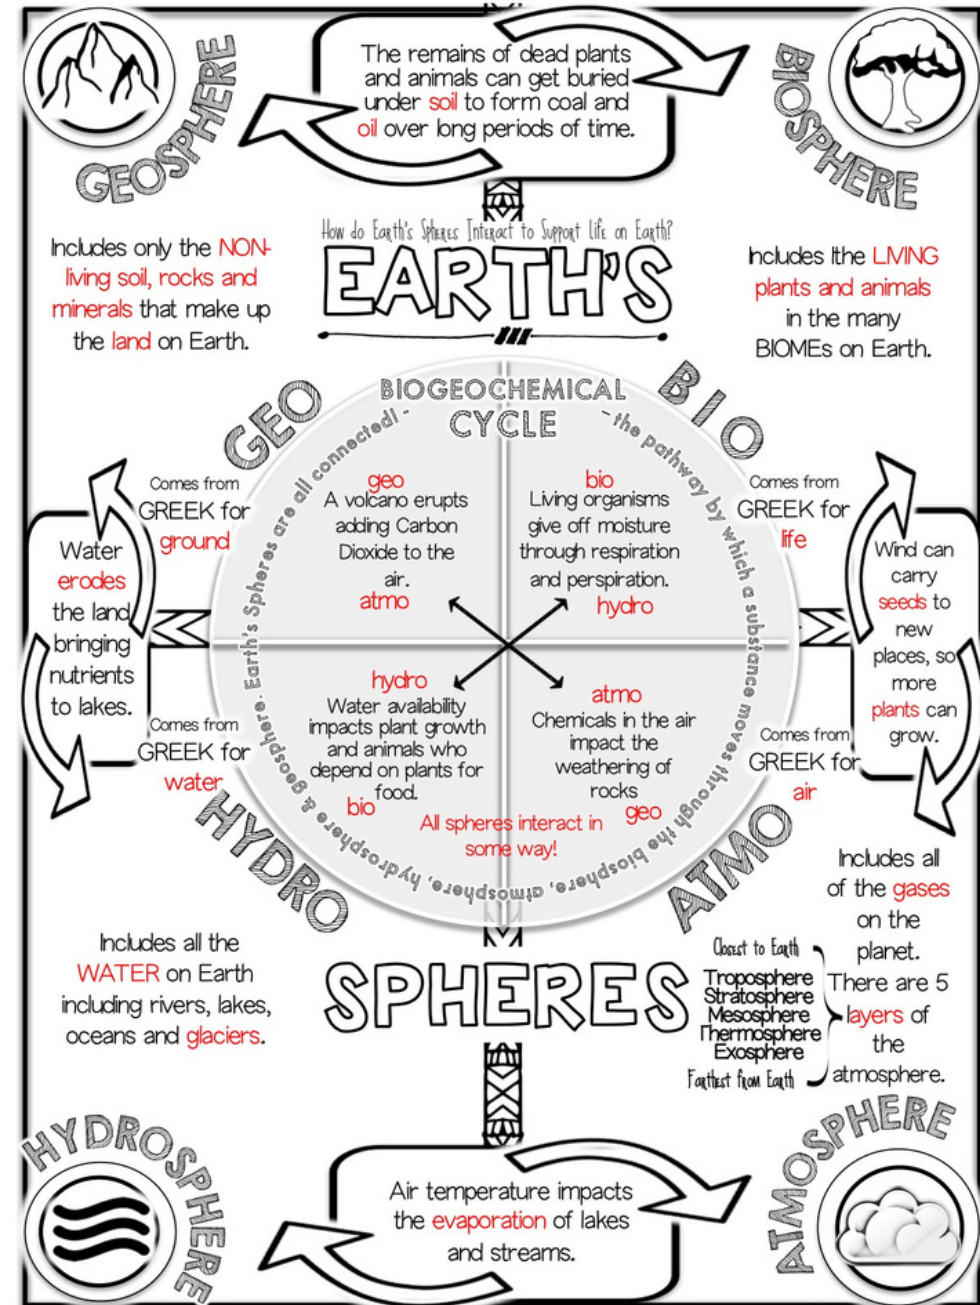 GEOSPHERE
The remains of dead plants
and animals can get buried
under soil to form coal and
oil over long periods of time.
BIOSPHERE
Includes only the NON-
living soil, rocks and
minerals that make up
the land on Earth.
How do Earth's Spheres Interact to Support Life on Earth?
EARTH'S
Includes lthe LIVING
plants and animals
in the many
BIOMEs on Earth.
GEO
Comes from
GREEK for
ground
BIO
Comes from
GREEK for
life
BIOGEOCHEMICAL
CYCLE
- the pathway by which a substance moves through the biosphere, atmosphere, hydrosphere & geosphere. Earth's Spheres are all connected! -
geo
A volcano erupts
adding Carbon
Dioxide to the
air.
atmo
bio
Living organisms
give off moisture
through respiration
and perspiration.
hydro
Water
erodes
the land
bringing
nutrients
to lakes.
Wind can
carry
seeds to
new
places, so
more
plants can
grow.
hydro
Water availability
impacts plant growth
and animals who
depend on plants for
food.
bio
atmo
Chemicals in the air
impact the
weathering of
rocks
geo
All spheres interact in
some way!
Comes from
GREEK for
water
HYDRO
Comes from
GREEK for
air
ATMO
Includes all the
WATER on Earth
including rivers, lakes,
oceans and glaciers.
SPHERES
Closest to Earth
Troposphere
Stratosphere
Mesosphere
Thermosphere
Exosphere
Farthest from Earth
Includes all
of the gases
on the
planet.
There are 5
layers of
the
atmosphere.
HYDROSPHERE
Air temperature impacts
the evaporation of lakes
and streams.
ATMOSPHERE